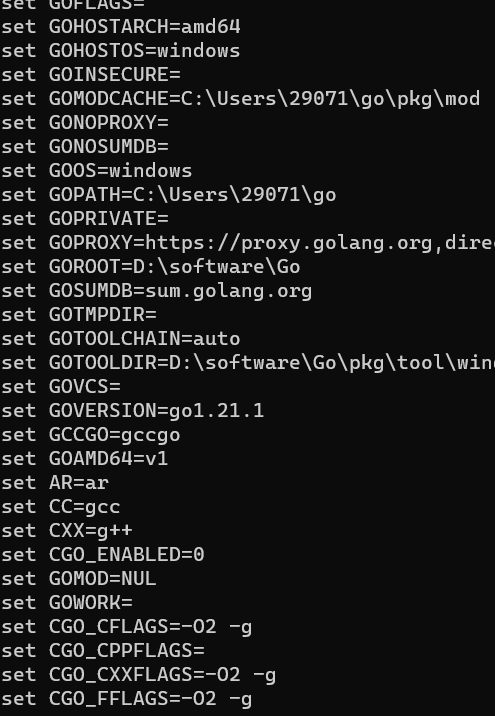 set GOFLAGS=
set GOHOSTARCH=amd64
set GOHOSTOS=windows
set GOINSECURE=
set GOMODCACHE=C:\Users\29071\go\pkg\mod
set GONOPROXY=
set GONOSUMDB=
set GOOS=windows
set GOPATH=C:\Users\29071\go
set GOPRIVATE=
set GOPROXY=https://proxy.golang.org,direc
set GOROOT=D:\software\Go
set GOSUMDB=sum.golang.org
set GOTMPDIR=
set GOTOOLCHAIN=auto
set GOTOOLDIR=D:\software\Go\pkg\tool\wind
set GOVCS=
set GOVERSION=go1.21.1
set GCCGO=gccgo
set GOAMD64=v1
set AR=ar
set CC=gcc
set CXX=g++
set CGO_ENABLED=0
set GOMOD=NUL
set GOWORK=
set CGO_CFLAGS=-O2 -g
set CGO_CPPFLAGS=
set CGO_CXXFLAGS=-O2 -g
set CGO_FFLAGS=-O2 -g